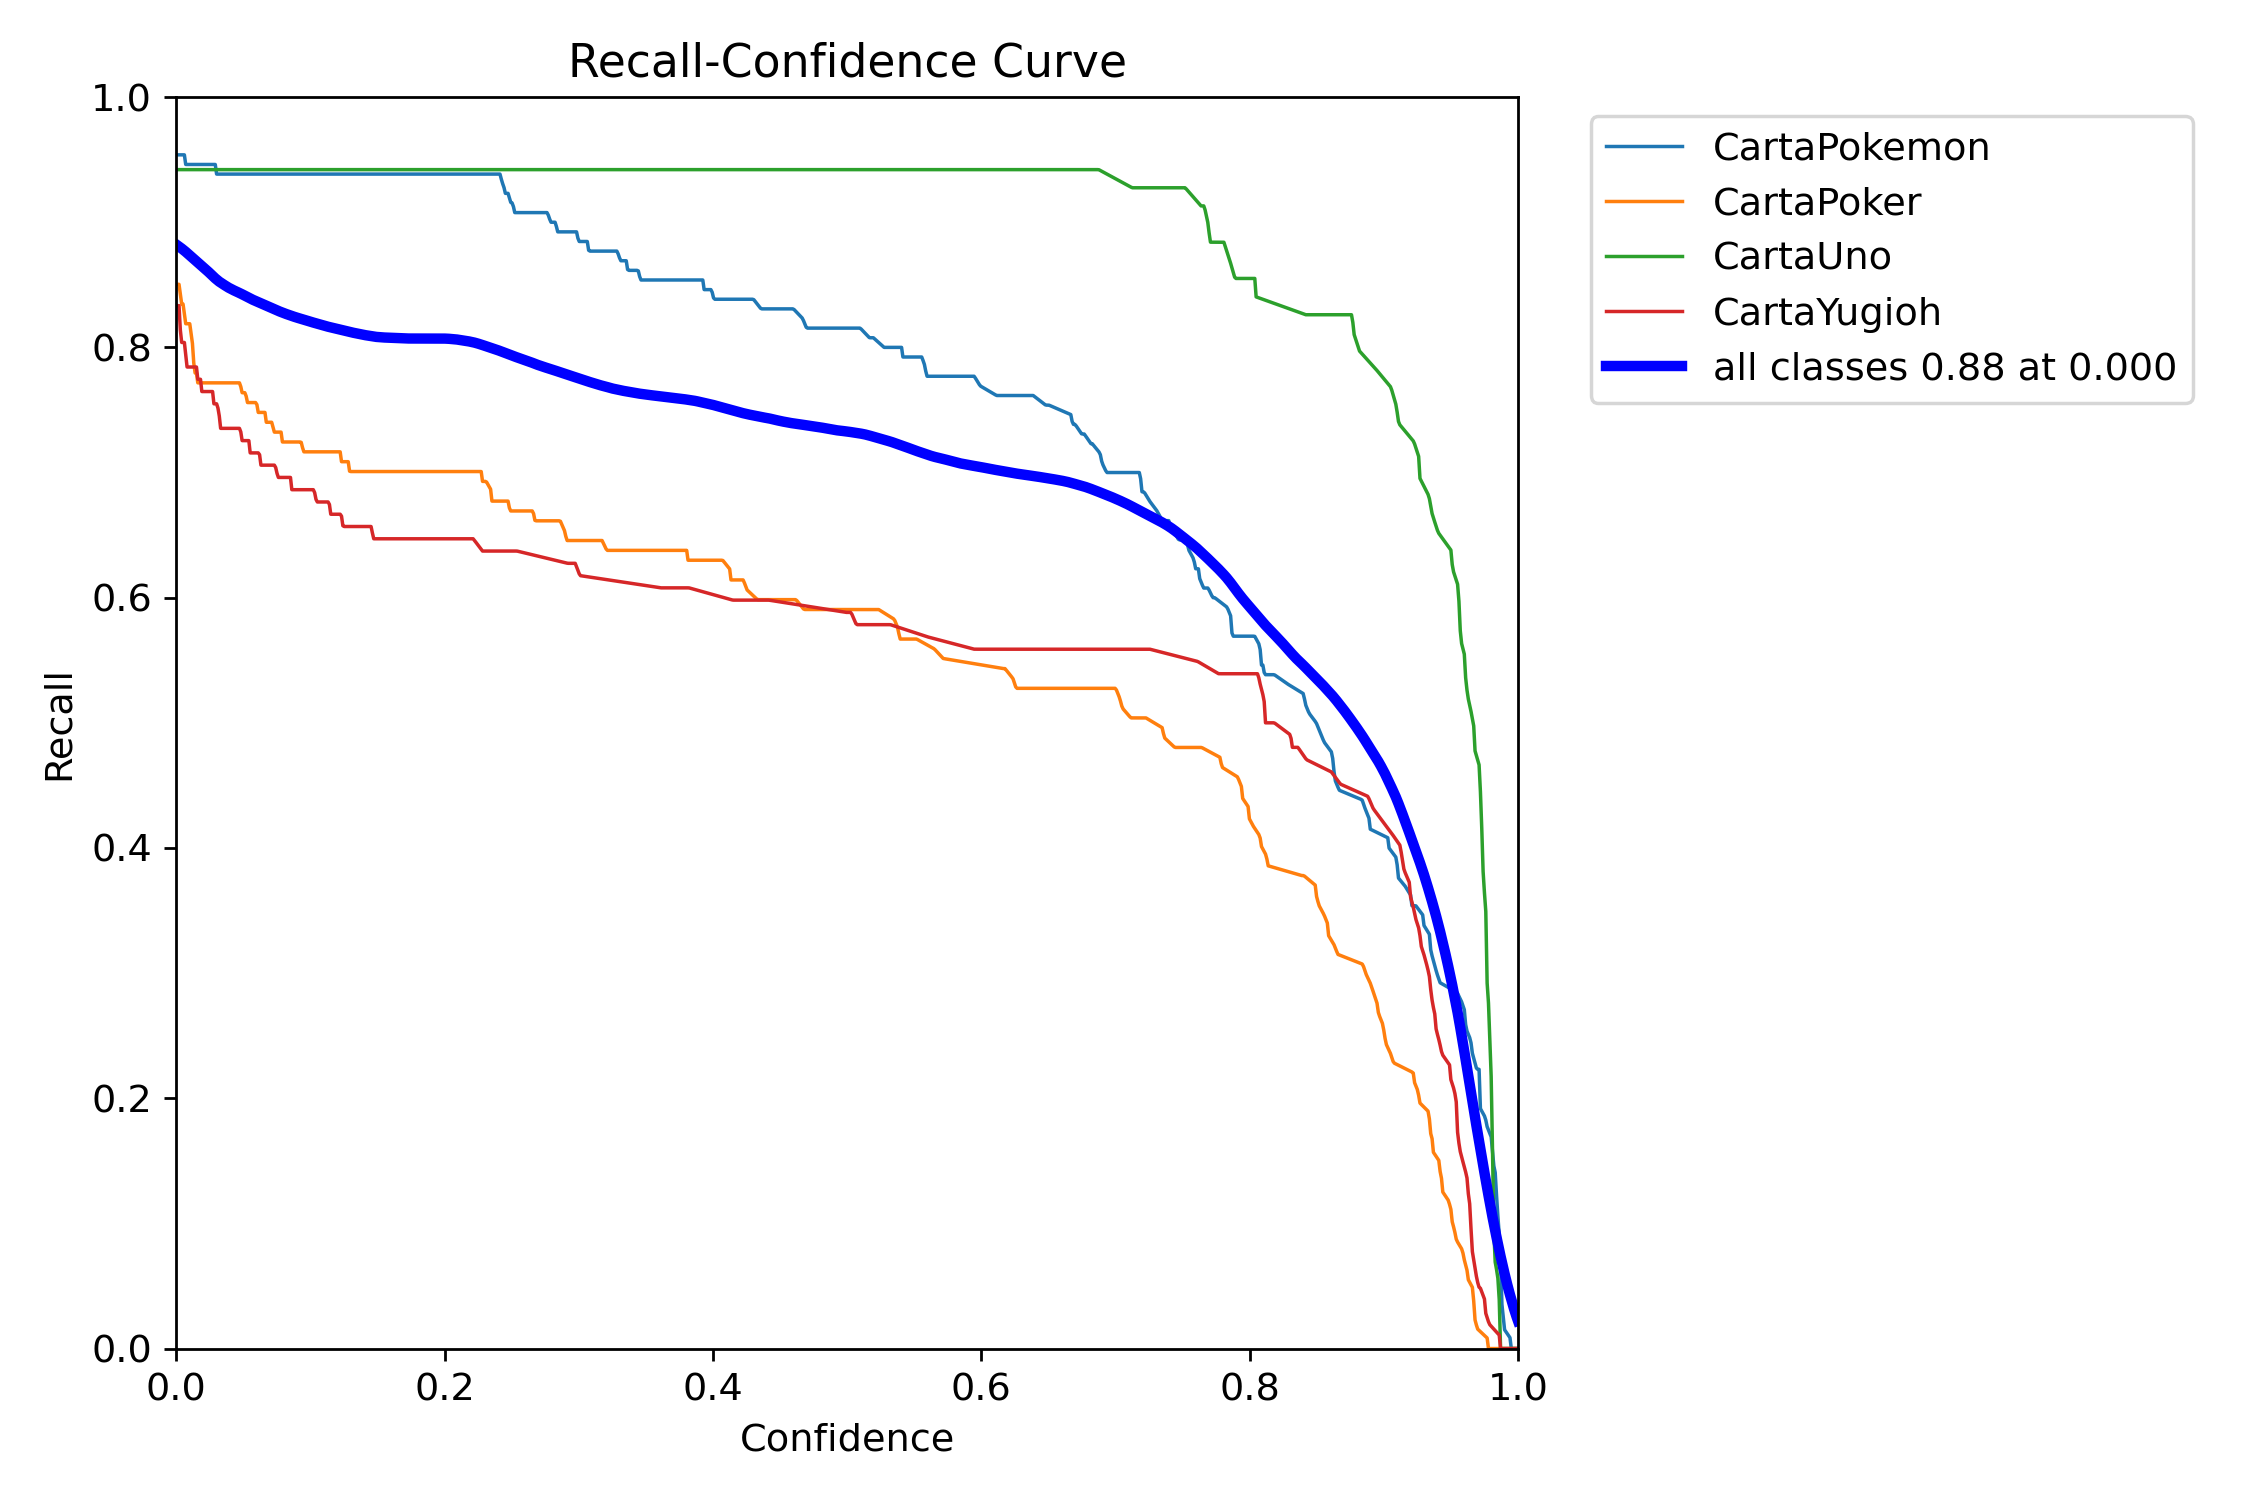 Recall-Confidence Curve
1.0
0.8
0.6
0.4
0.2
0.0
Recall
0.0 0.2 0.4 0.6 0.8 1.0
Confidence
CartaPokemon
CartaPoker
CartaUno
CartaYugioh
all classes 0.88 at 0.000